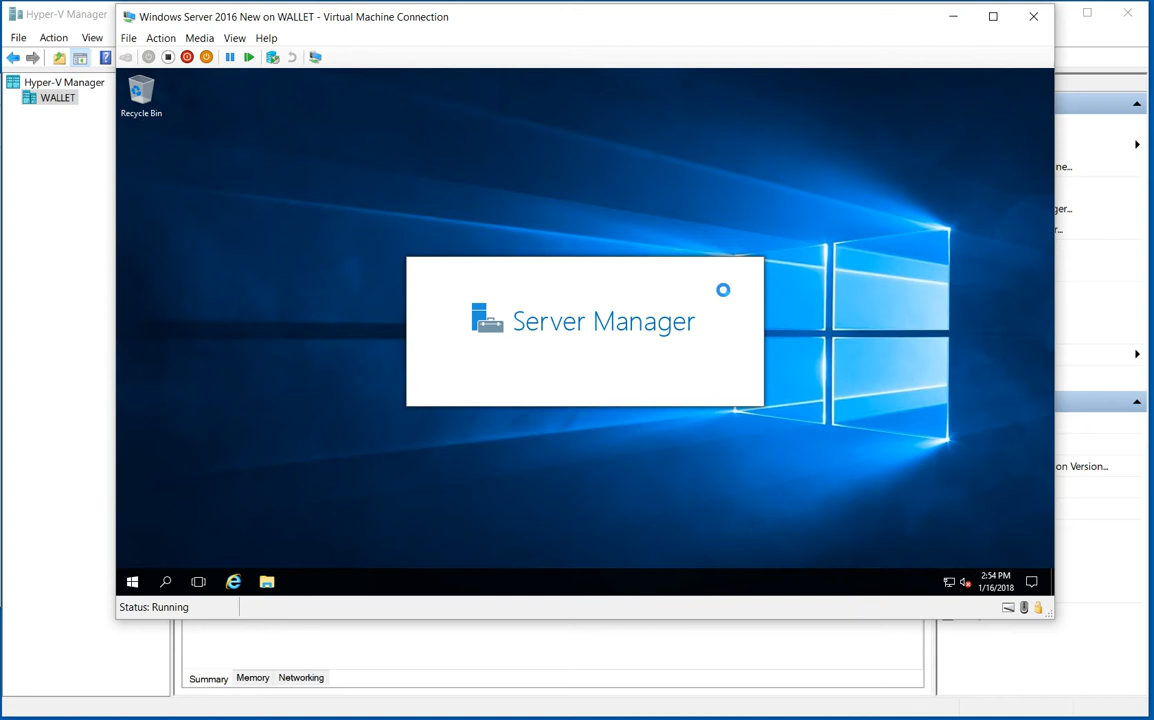 Hyper-V Manager
File Action View
Hyper-V Manager
WALLET
Windows Server 2016 New on WALLET - Virtual Machine Connection
File Action Media View Help
Recycle Bin
Server Manager
2:54 PM
1/16/2018
Status: Running
ne...
ger...
r...
on Version...
Summary Memory Networking